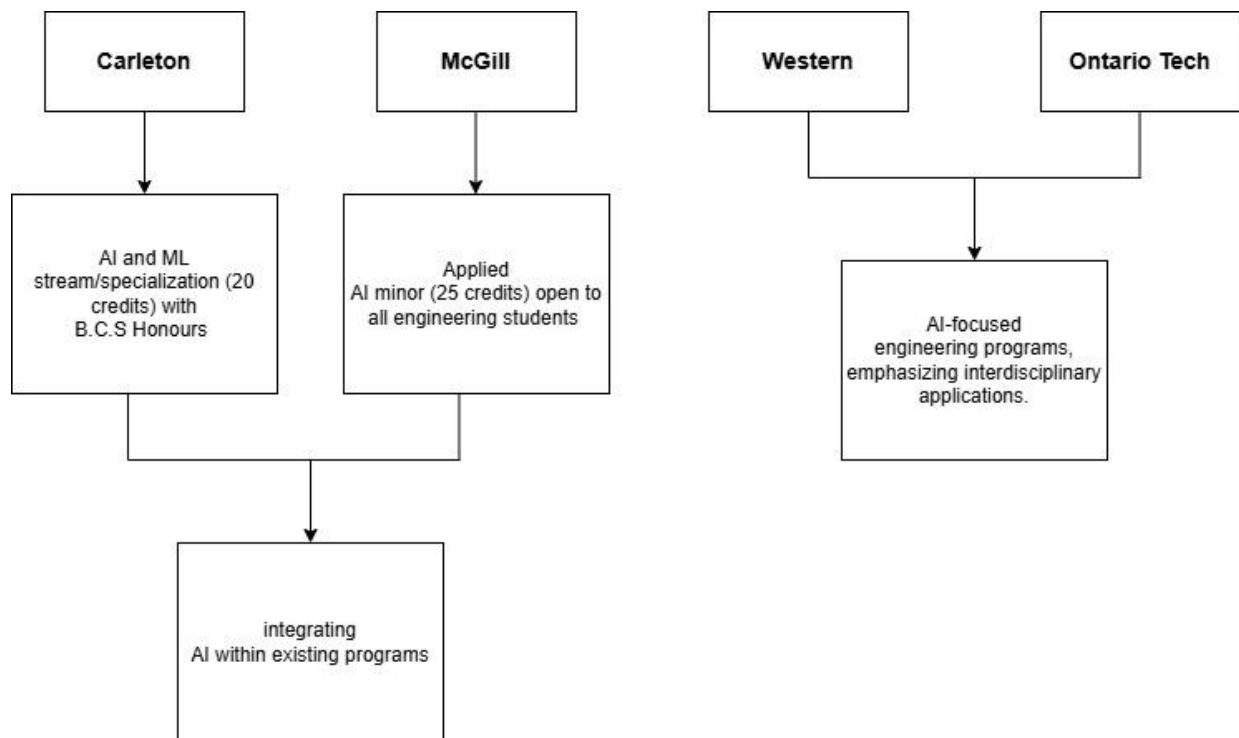 Carleton
McGill
Western
Ontario Tech
AI and ML
stream/specialization (20
credits) with
B.C.S Honours
Applied
AI minor (25 credits) open to
all engineering students
AI-focused
engineering programs,
emphasizing interdisciplinary
applications.
integrating
AI within existing programs